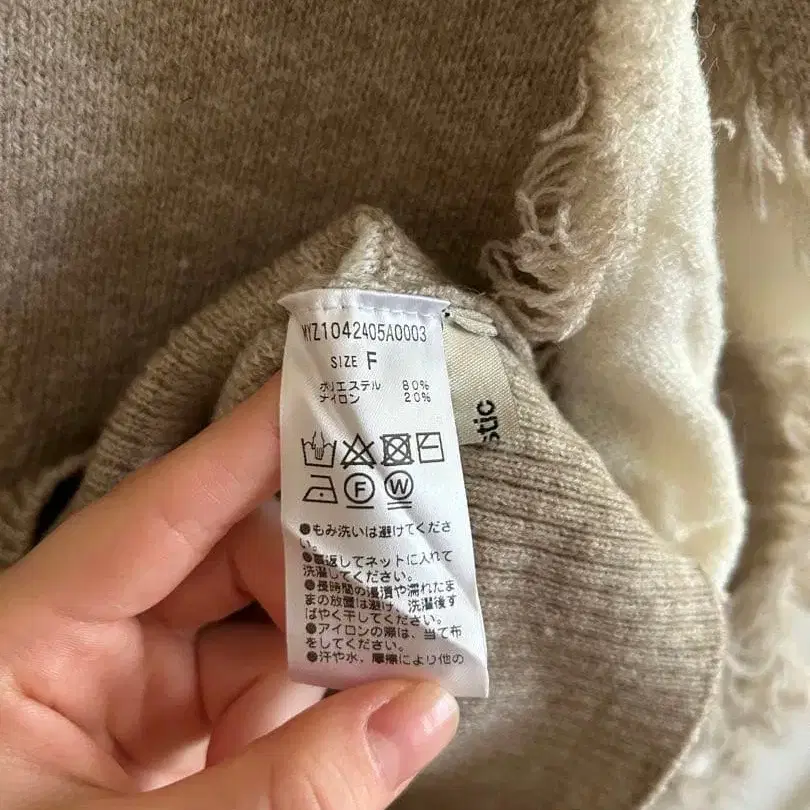 MYZ1042405A0003
SIZE F
ポリエステル 80%
ナイロン 20%
F W
●もみ洗いは避けてくださ
い。
●裏返してネットに入れて
洗濯してください。
●長時間の浸漬や濡れたま
まの放置は避け、洗濯後す
ばやく干してください。
●アイロンの際は、当て布
をしてください。
●汗や水、摩擦により他の
stic